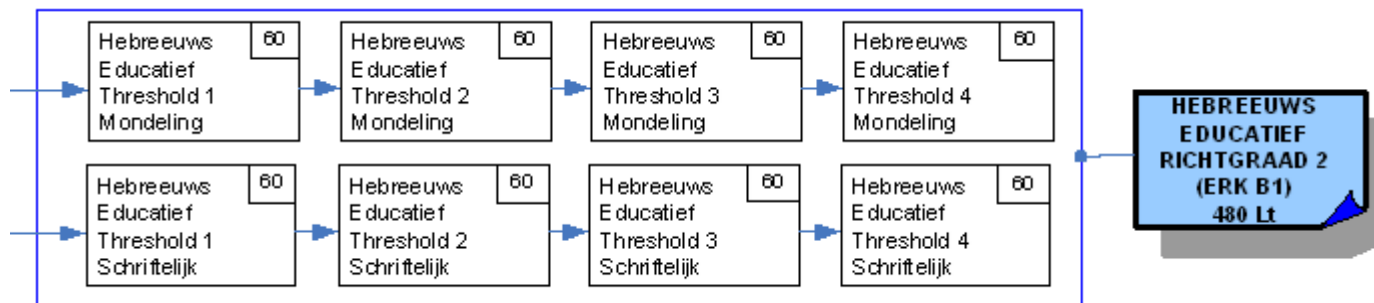 Hebreeuws 60
Educatief
Threshold 1
Mondeling
Hebreeuws 60
Educatief
Threshold 2
Mondeling
Hebreeuws 60
Educatief
Threshold 3
Mondeling
Hebreeuws 60
Educatief
Threshold 4
Mondeling
Hebreeuws 60
Educatief
Threshold 1
Schriftelijk
Hebreeuws 60
Educatief
Threshold 2
Schriftelijk
Hebreeuws 60
Educatief
Threshold 3
Schriftelijk
Hebreeuws 60
Educatief
Threshold 4
Schriftelijk
HEBREEUWS
EDUCATIEF
RICHTGRAAD 2
(ERK B1)
480 Lt